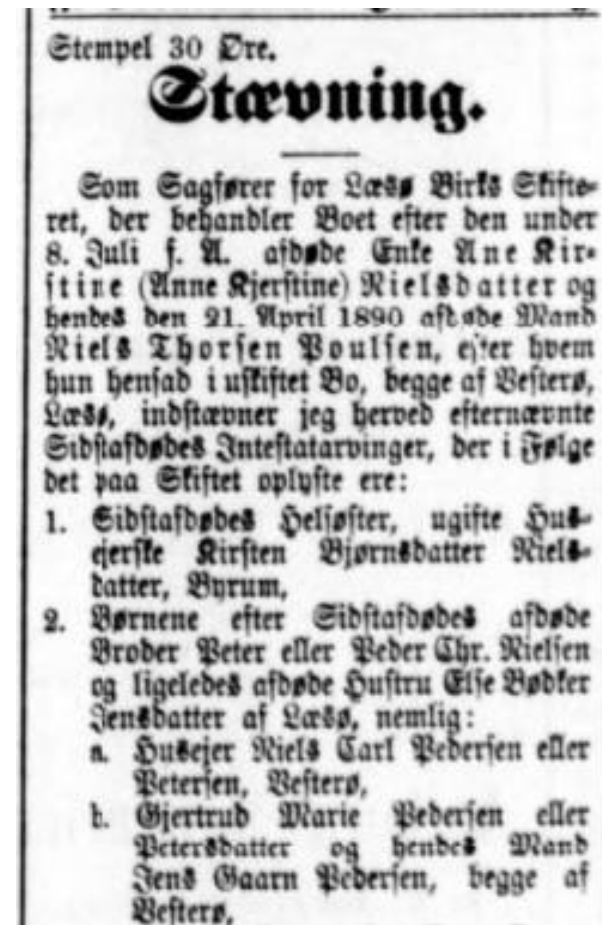 Stempel 30 Øre.
Stævning.
Som Sagfører for Læsø Birks Skifte-
ret, der behandler Boet efter den under
8. Juli f. A. afdøde Enke Ane Kir-
stine (Anne Kjerstine) Nielsdatter og
hendes den 21. April 1890 afdøde Mand
Niels Thorsen Poulsen, efter hvem
hun hensad i uskiftet Bo, begge af Vesterø,
Læsø, indstævner jeg herved efternævnte
Sidstafdødes Intestatarvinger, der i Følge
det paa Skiftet oplyste ere:
1. Sidstafdødes Helsøster, ugifte Hus-
ejerske Kirsten Bjørnsdatter Niels-
datter, Byrum,
2. Børnene efter Sidstafdødes afdøde
Broder Peter eller Peder Chr. Nielsen
og ligeledes afdøde Hustru Else Bødker
Jensdatter af Læsø, nemlig:
a. Husejer Niels Carl Pedersen eller
Petersen, Vesterø,
b. Gjertrud Marie Pedersen eller
Petersdatter og hendes Mand
Jens Gaarn Pedersen, begge af
Vesterø,